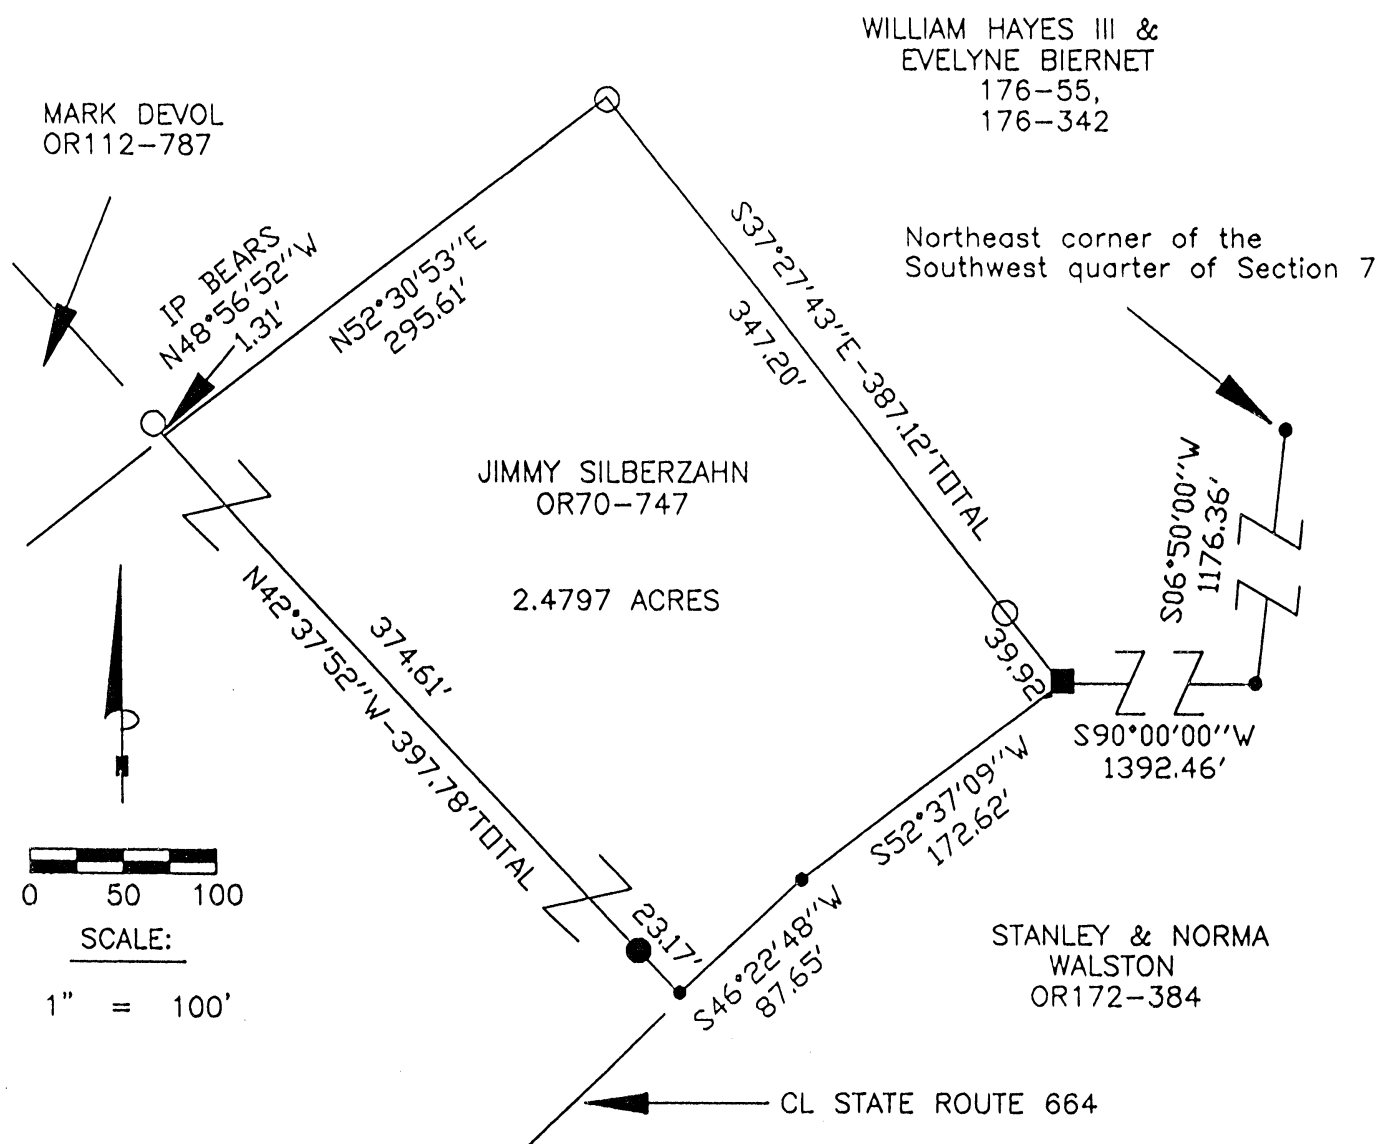 WILLIAM HAYES III &
EVELYNE BIERNET
176-55,
176-342
MARK DEVOL
OR112-787
IP BEARS
N48°56'52"W
1.31'
N52°30'53"E
295.61'
S37°27'43"E-387.12'TOTAL
347.20'
Northeast corner of the
Southwest quarter of Section 7
JIMMY SILBERZAHN
OR70-747
2.4797 ACRES
S06°50'00"W
1176.36'
39.92
S90°00'00"W
1392.46'
374.61'
N42°37'52"W-397.78'TOTAL
N
S52°37'09"W
172.62'
23.17'
S46°22'48"W
87.65'
0 50 100
SCALE:
1" = 100'
STANLEY & NORMA
WALSTON
OR172-384
CL STATE ROUTE 664